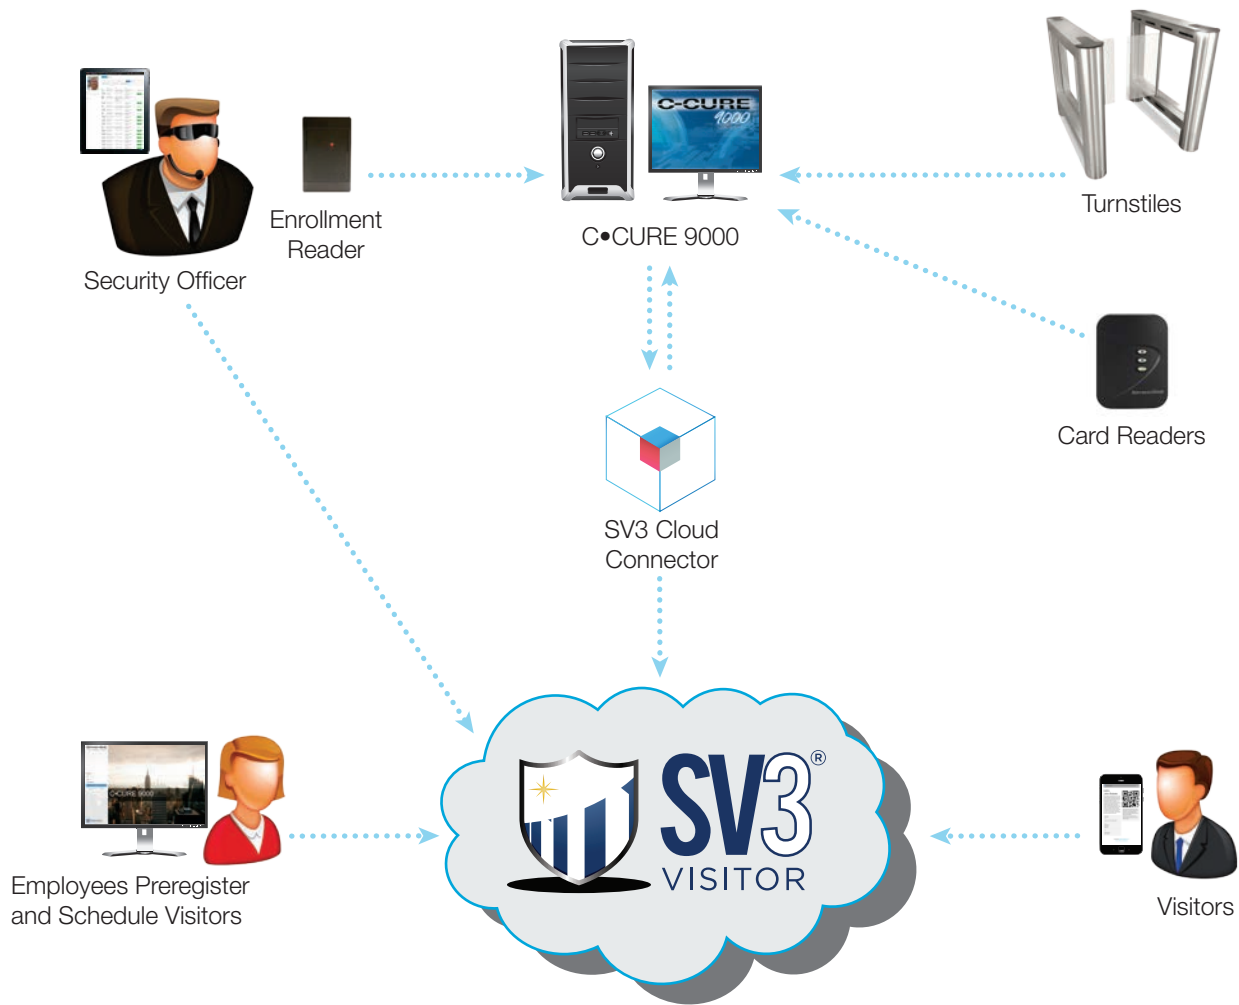 C•CURE
9000
Turnstiles
Enrollment
Reader
C•CURE 9000
Security Officer
Card Readers
SV3 Cloud
Connector
SV3®
VISITOR
C•CURE 9000
Employees Preregister
and Schedule Visitors
Visitors